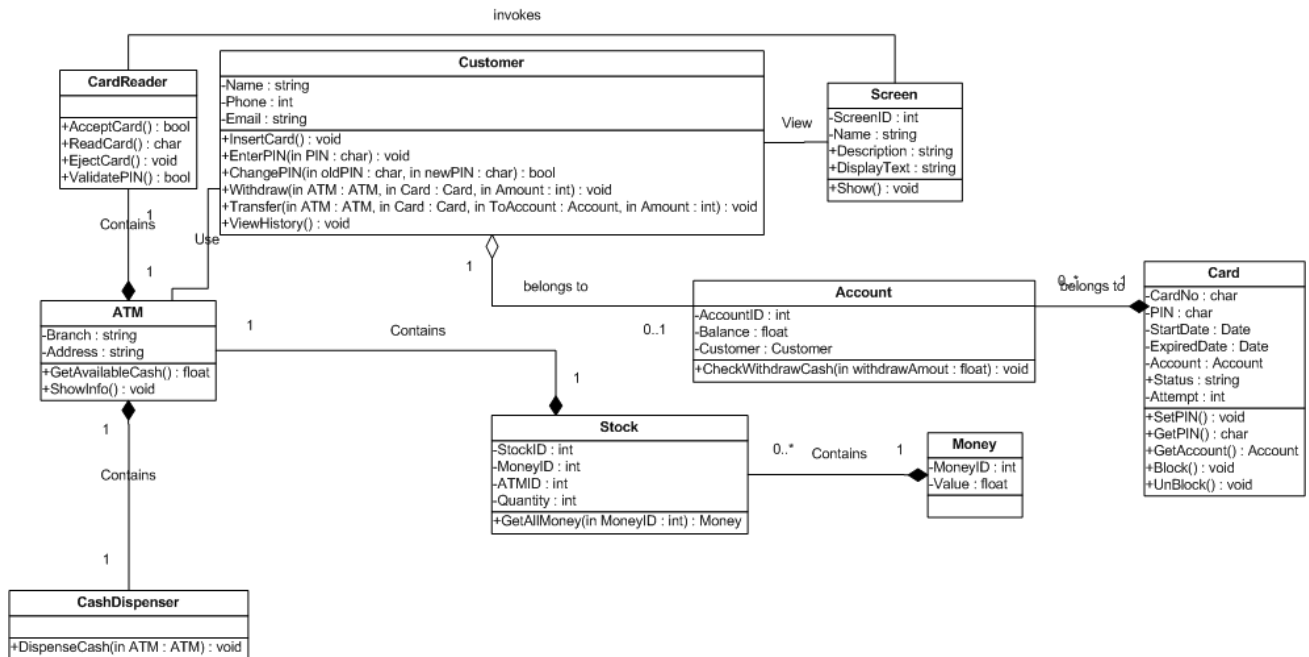 invokes
CardReader
+AcceptCard() : bool
+ReadCard() : char
+EjectCard() : void
+ValidatePIN() : bool
Customer
-Name : string
-Phone : int
-Email : string
+InsertCard() : void
+EnterPIN(in PIN : char) : void
+ChangePIN(in oldPIN : char, in newPIN : char) : bool
+Withdraw(in ATM : ATM, in Card : Card, in Amount : int) : void
+Transfer(in ATM : ATM, in Card : Card, in ToAccount : Account, in Amount : int) : void
+ViewHistory() : void
View
Screen
-ScreenID : int
-Name : string
+Description : string
+DisplayText : string
+Show() : void
1
Contains
1
Use
1
belongs to
0..1
ATM
-Branch : string
-Address : string
+GetAvailableCash() : float
+ShowInfo() : void
1
Contains
1
Account
-AccountID : int
-Balance : float
-Customer : Customer
+CheckWithdrawCash(in withdrawAmout : float) : void
0..*
1
belongs to
Card
-CardNo : char
-PIN : char
-StartDate : Date
-ExpiredDate : Date
-Account : Account
+Status : string
-Attempt : int
+SetPIN() : void
+GetPIN() : char
+GetAccount() : Account
+Block() : void
+UnBlock() : void
Stock
-StockID : int
-MoneyID : int
-ATMID : int
-Quantity : int
+GetAllMoney(in MoneyID : int) : Money
0..*
Contains
1
Money
-MoneyID : int
-Value : float
1
Contains
1
CashDispenser
+DispenseCash(in ATM : ATM) : void